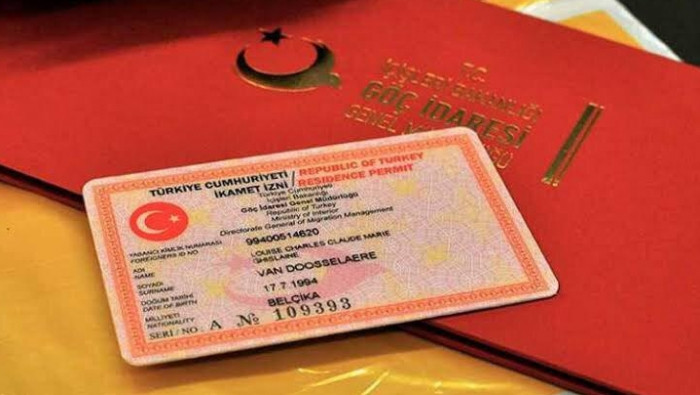 T.C.
İÇİŞLERİ BAKANLIĞI
GÖÇ İDARESİ
GENEL
TÜRKİYE CUMHURİYETİ / REPUBLIC OF TURKEY
İKAMET İZNİ / RESIDENCE PERMIT
Türkiye Cumhuriyeti
İçişleri Bakanlığı
Göç İdaresi Genel Müdürlüğü
Republic of Turkey
Ministry of Interior
Directorate General of Migration Management
YABANCI KİMLİK NUMARASI
FOREIGNERS ID NO
99400514620
ADI
NAME
LOUISE CHARLES CLAUDE MARIE
GHISLAINE
SOYADI
SURNAME
VAN DOOSSELAERE
DOĞUM TARİHİ
DATE OF BIRTH
17.7.1994
MİLLİYETİ
NATIONALITY
BELÇİKA
SERI / NO: A № 109393